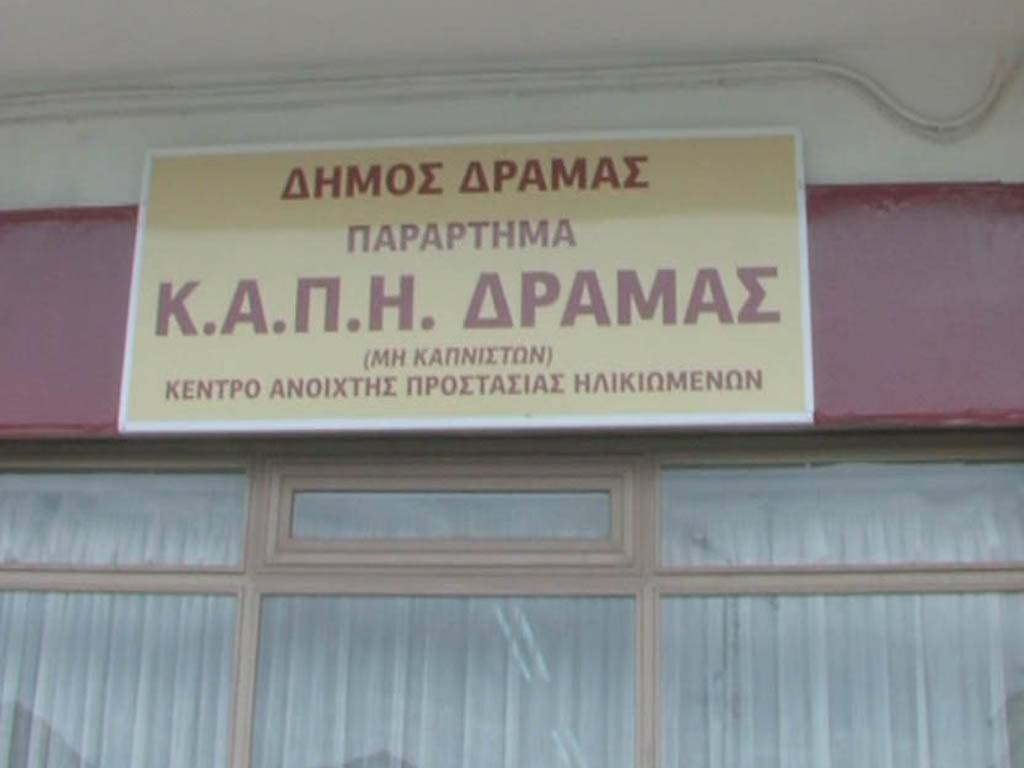 ΔΗΜΟΣ ΔΡΑΜΑΣ
ΠΑΡΑΡΤΗΜΑ
Κ.Α.Π.Η. ΔΡΑΜΑΣ
(ΜΗ ΚΑΠΝΙΣΤΩΝ)
ΚΕΝΤΡΟ ΑΝΟΙΧΤΗΣ ΠΡΟΣΤΑΣΙΑΣ ΗΛΙΚΙΩΜΕΝΩΝ